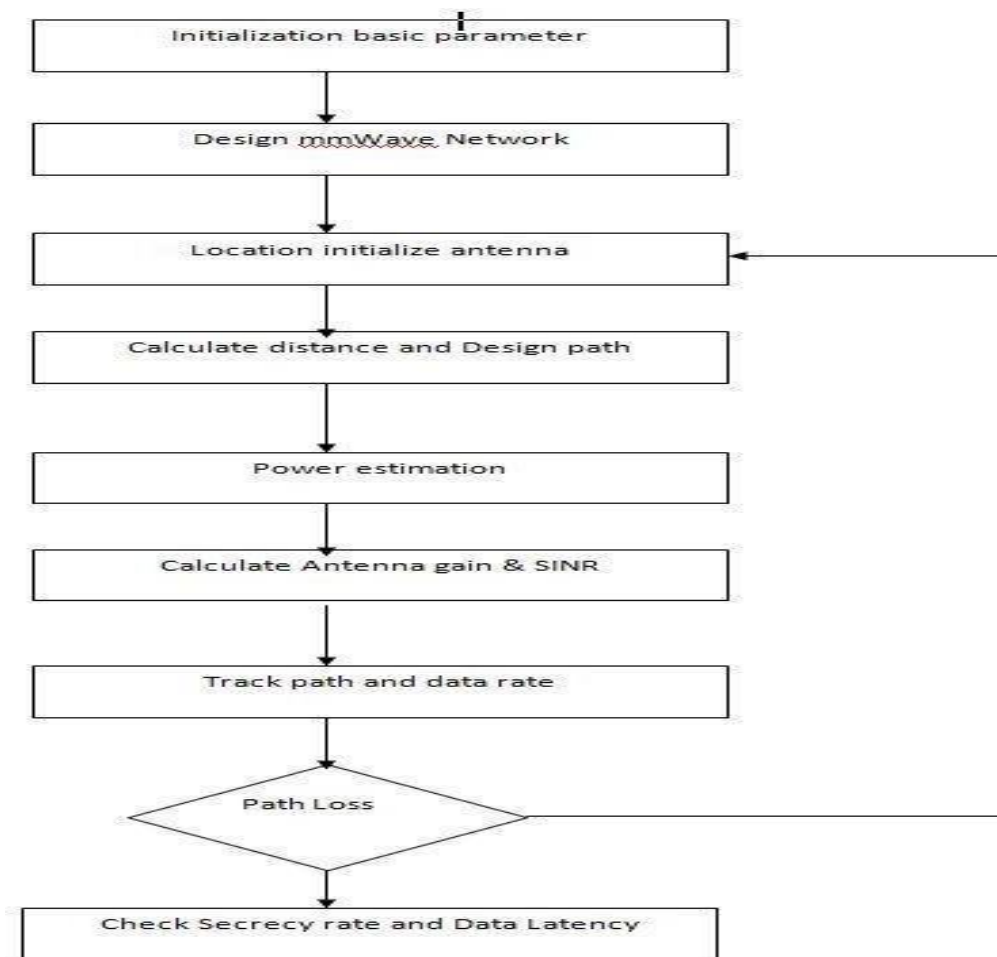 Initialization basic parameter
Design mmWave Network
Location initialize antenna
Calculate distance and Design path
Power estimation
Calculate Antenna gain & SINR
Track path and data rate
Path Loss
Check Secrecy rate and Data Latency